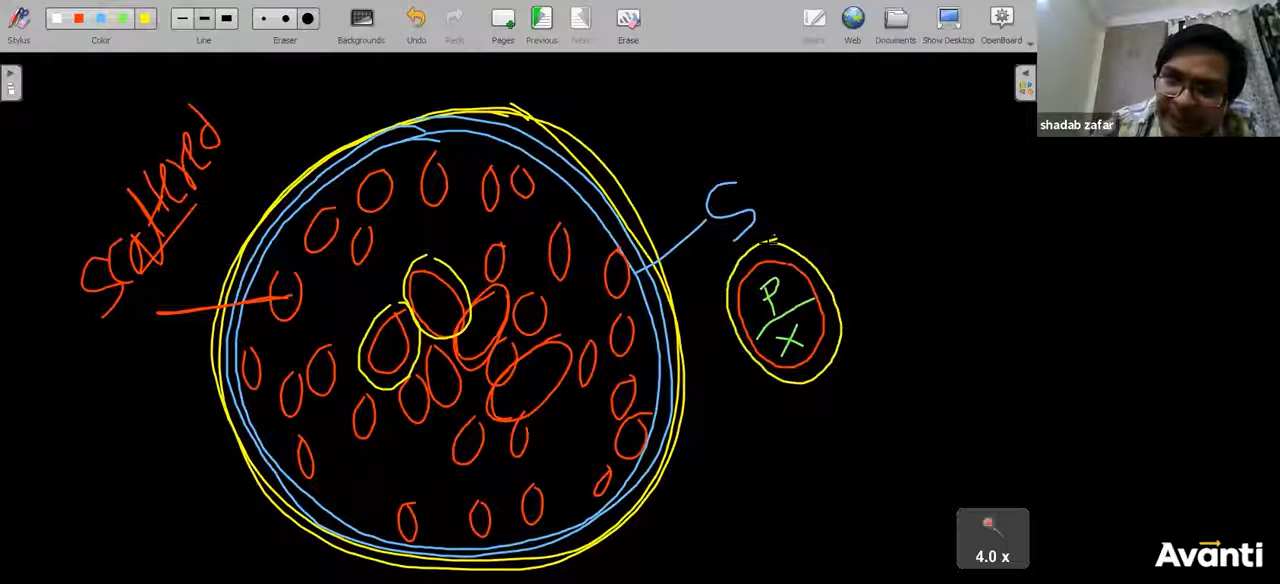 Stylus
Color
Line
Eraser
Backgrounds
Undo
Redo
Pages
Previous
Next
Erase
Web
Documents
Show Desktop
OpenBoard
shadab zafar
Scattered
S
P
X
4.0 x
Avanti